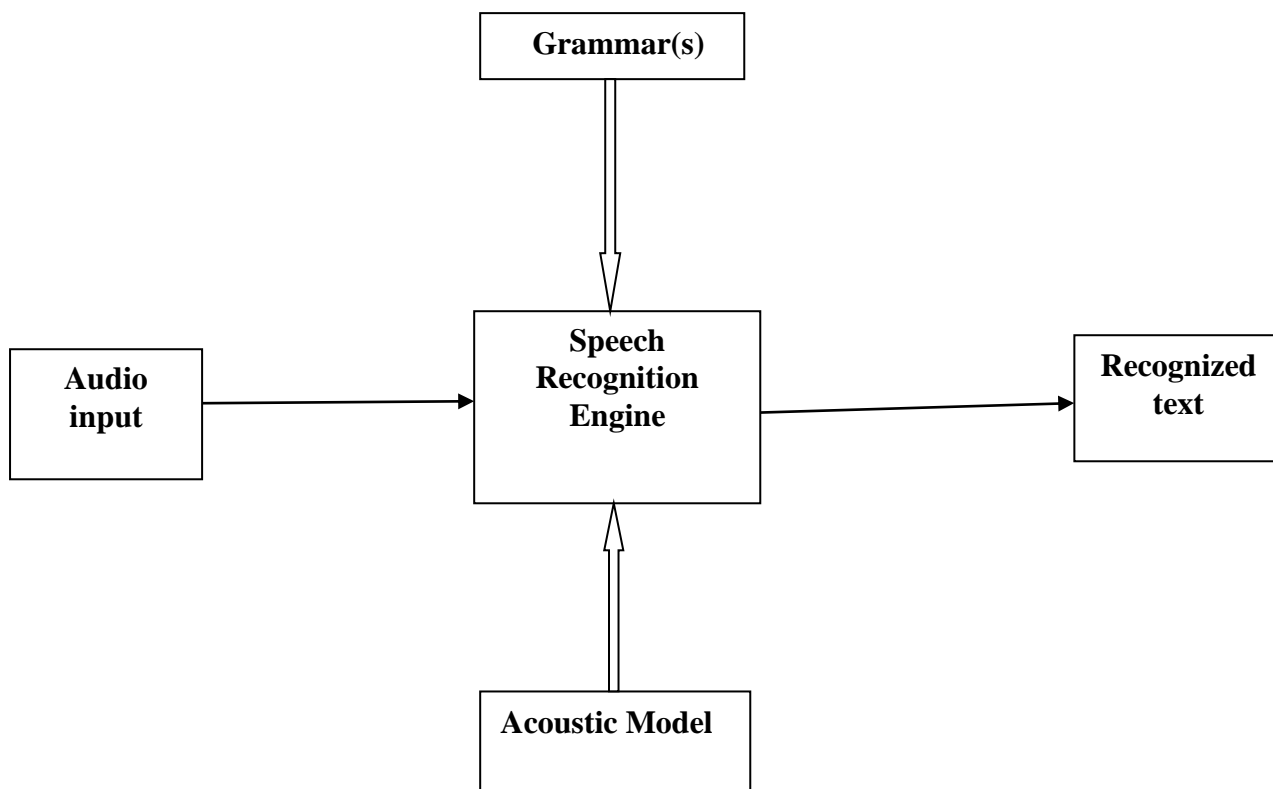 Grammar(s)
Speech
Recognition
Engine
Audio
input
Recognized
text
Acoustic Model